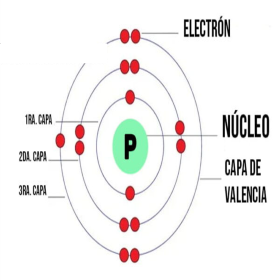 ELECTRÓN
1RA. CAPA
NÚCLEO
P
2DA. CAPA
CAPA DE
VALENCIA
3RA. CAPA